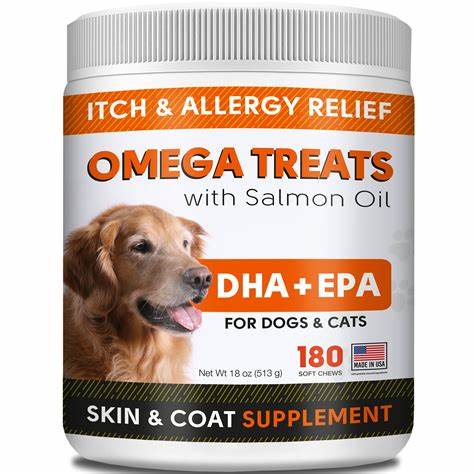 ITCH & ALLERGY RELIEF
OMEGA TREATS
with Salmon Oil
DHA + EPA
FOR DOGS & CATS
180
SOFT CHEWS
MADE IN USA
Net Wt 18 oz (513 g)
SKIN & COAT SUPPLEMENT